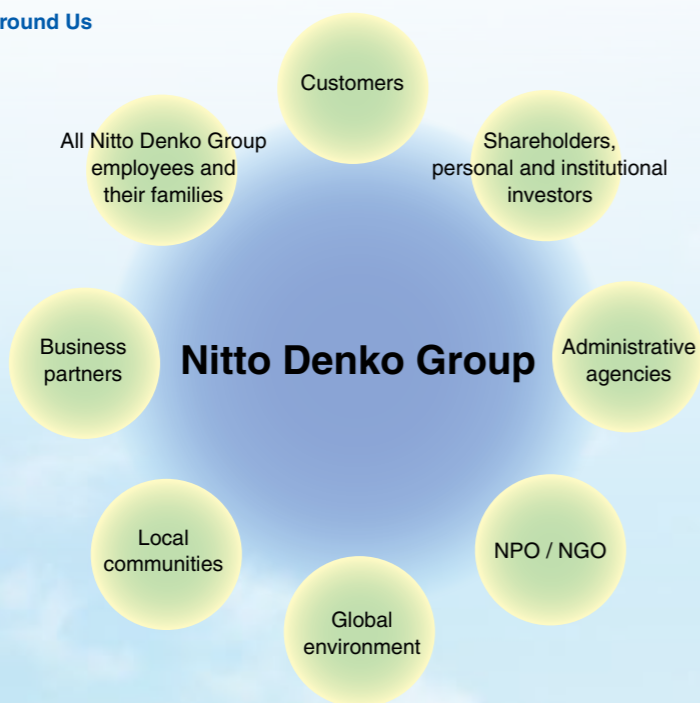 round Us
Customers
All Nitto Denko Group
employees and
their families
Shareholders,
personal and institutional
investors
Business
partners
Nitto Denko Group
Administrative
agencies
Local
communities
NPO / NGO
Global
environment